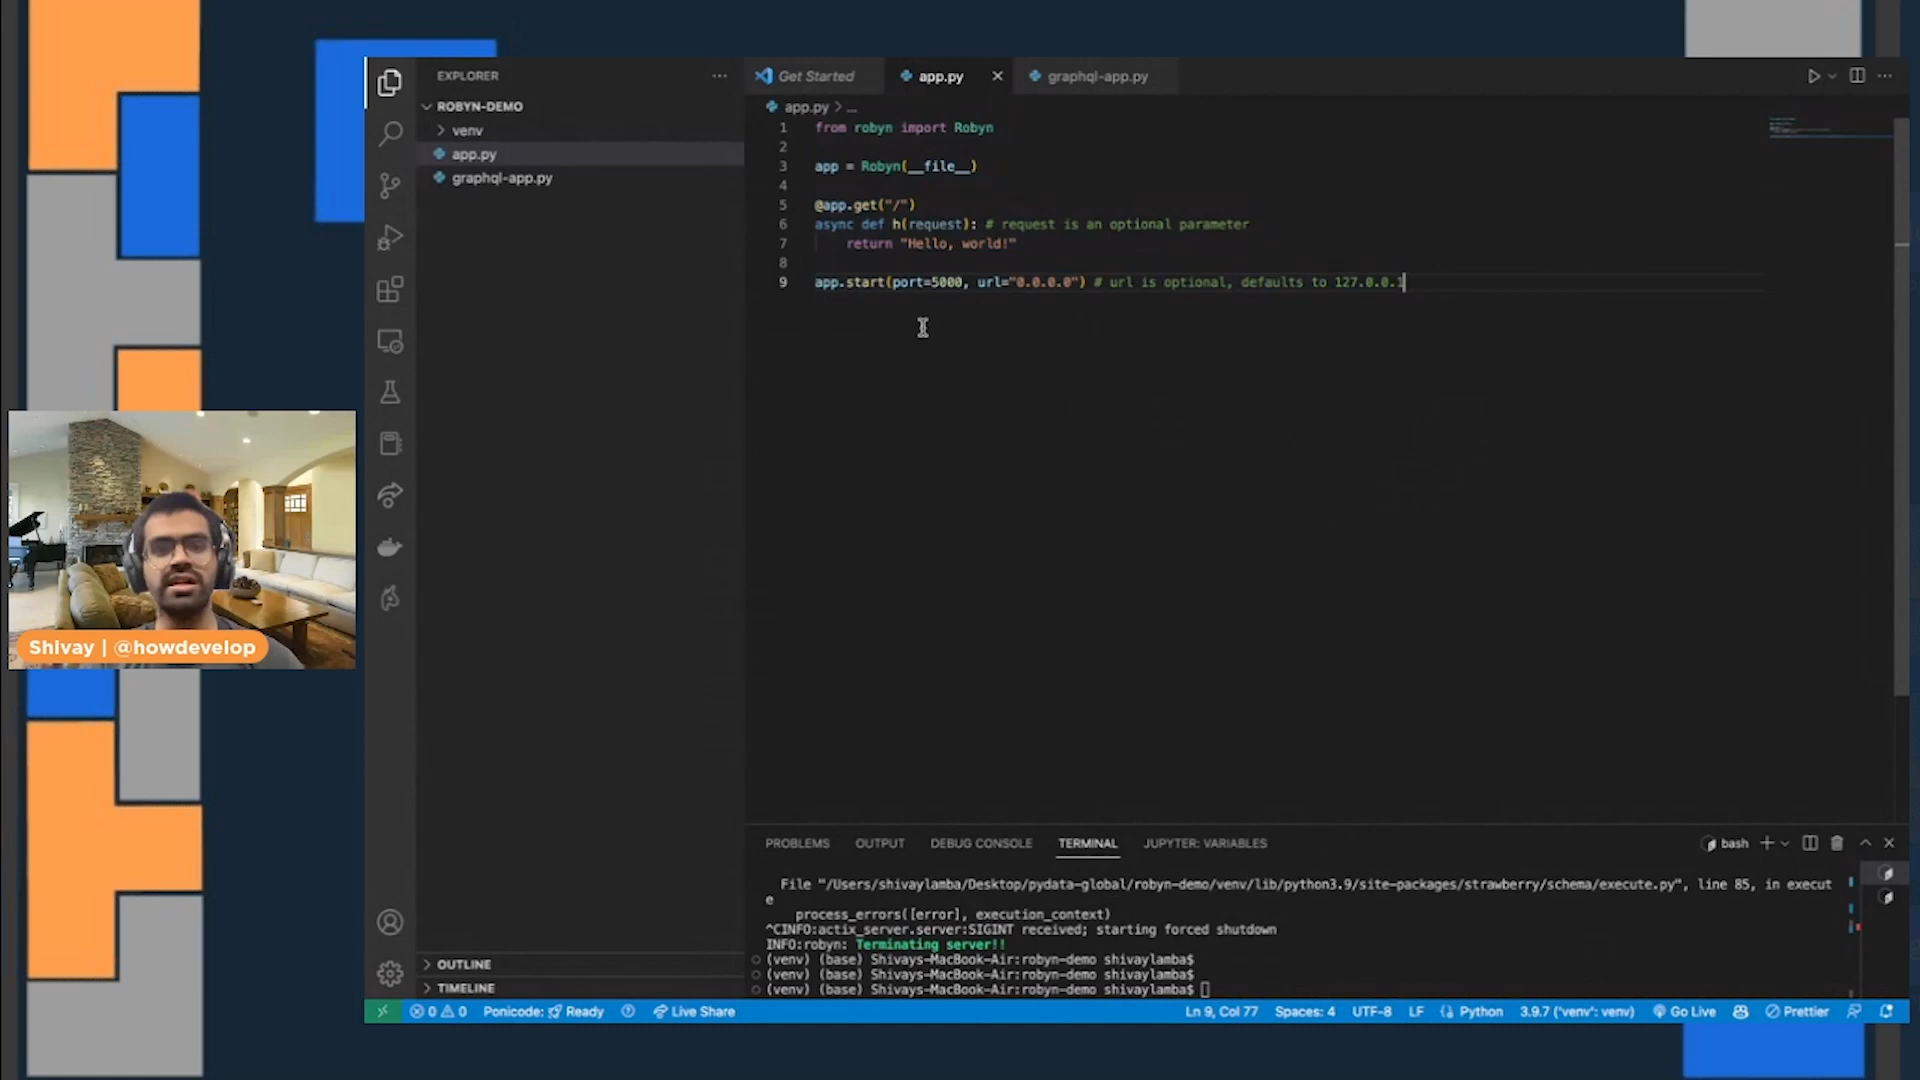 EXPLORER
ROBYN-DEMO
venv
app.py
graphql-app.py
OUTLINE
TIMELINE
Get Started
app.py
graphql-app.py
app.py > ...
1 from robyn import Robyn
2
3 app = Robyn(__file__)
4
5 @app.get("/")
6 async def h(request): # request is an optional parameter
7 return "Hello, world!"
8
9 app.start(port=5000, url="0.0.0.0") # url is optional, defaults to 127.0.0.1
Shivay | @howdevelop
PROBLEMS OUTPUT DEBUG CONSOLE TERMINAL JUPYTER: VARIABLES
bash
File "/Users/shivaylamba/Desktop/pydata-global/robyn-demo/venv/lib/python3.9/site-packages/strawberry/schema/execute.py", line 85, in execut
e
process_errors([error], execution_context)
^CINFO:actix_server.server:SIGINT received; starting forced shutdown
INFO:robyn: Terminating server!!
(venv) (base) Shivays-MacBook-Air:robyn-demo shivaylamba$
(venv) (base) Shivays-MacBook-Air:robyn-demo shivaylamba$
(venv) (base) Shivays-MacBook-Air:robyn-demo shivaylamba$
0 0 Ponicode: Ready Live Share Ln 9, Col 77 Spaces: 4 UTF-8 LF Python 3.9.7 ('venv': venv) Go Live Prettier